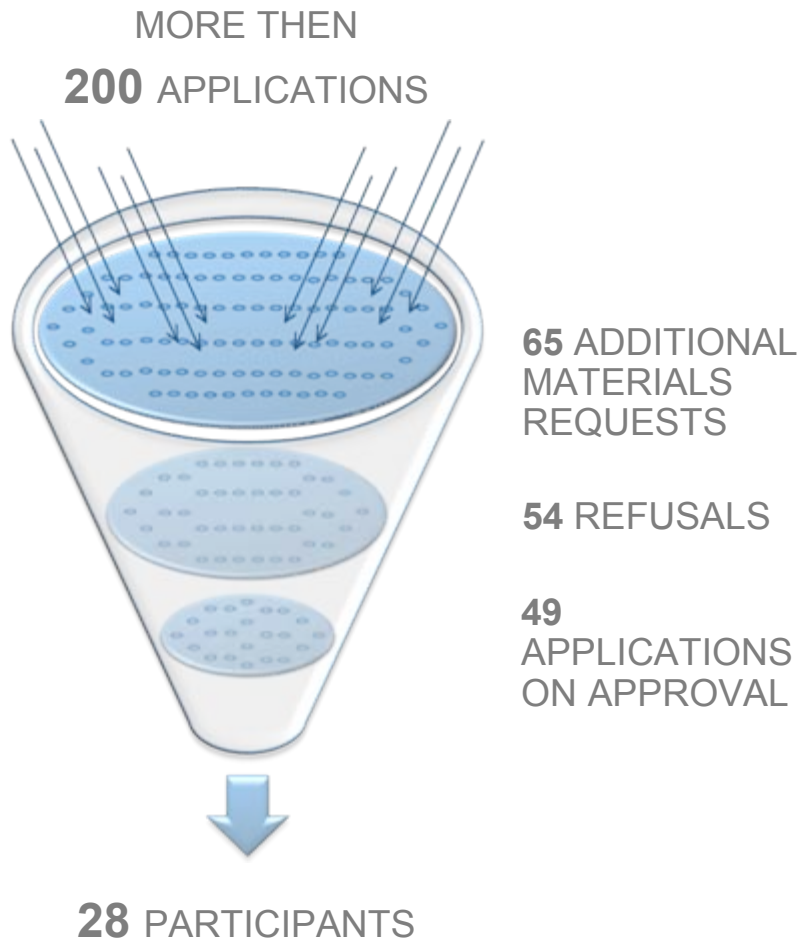 MORE THEN
200 APPLICATIONS
65 ADDITIONAL
MATERIALS
REQUESTS
54 REFUSALS
49
APPLICATIONS
ON APPROVAL
28 PARTICIPANTS